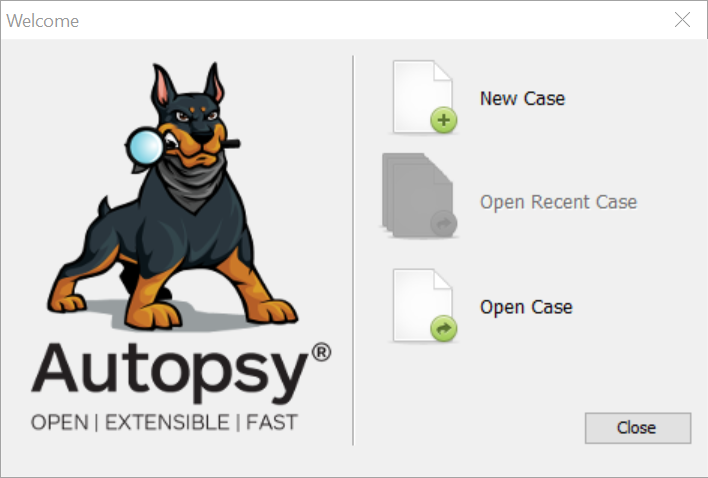 Welcome
New Case
Open Recent Case
Open Case
Autopsy®
OPEN | EXTENSIBLE | FAST
Close